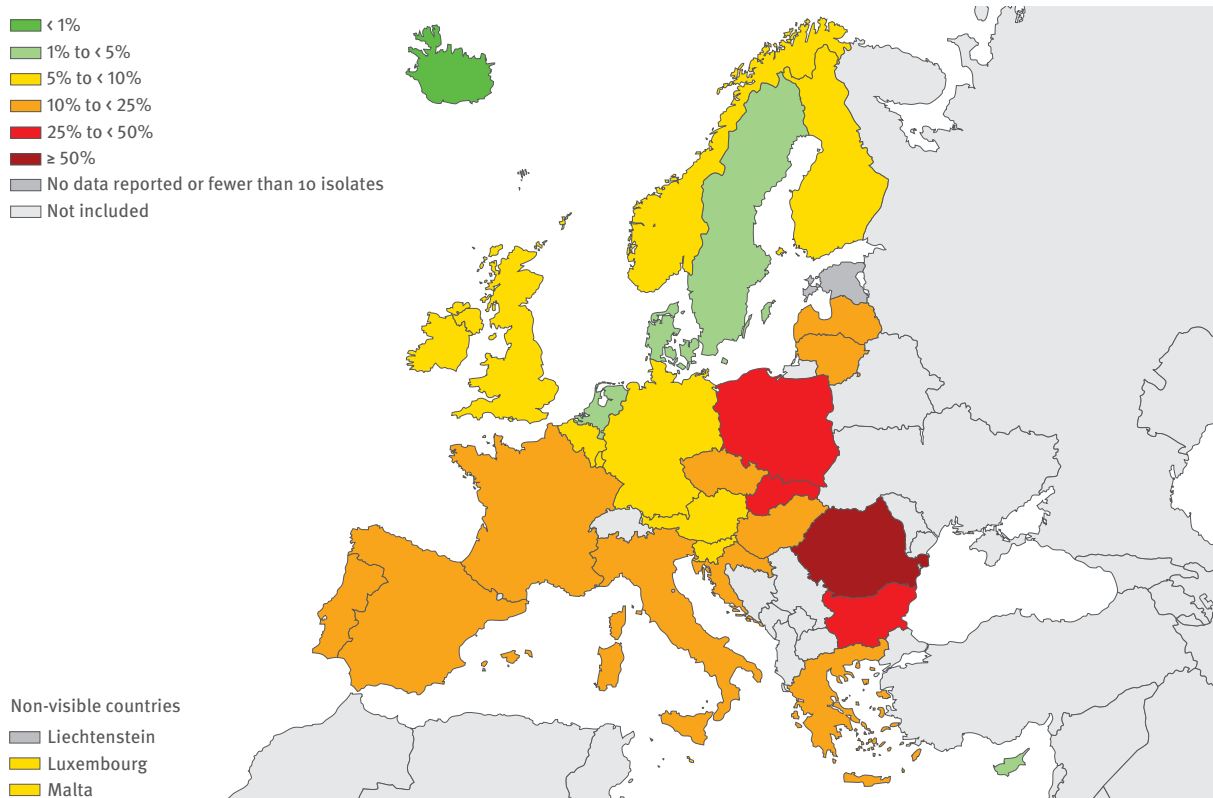 < 1%
1% to < 5%
5% to < 10%
10% to < 25%
25% to < 50%
≥ 50%
No data reported or fewer than 10 isolates
Not included
Non-visible countries
Liechtenstein
Luxembourg
Malta